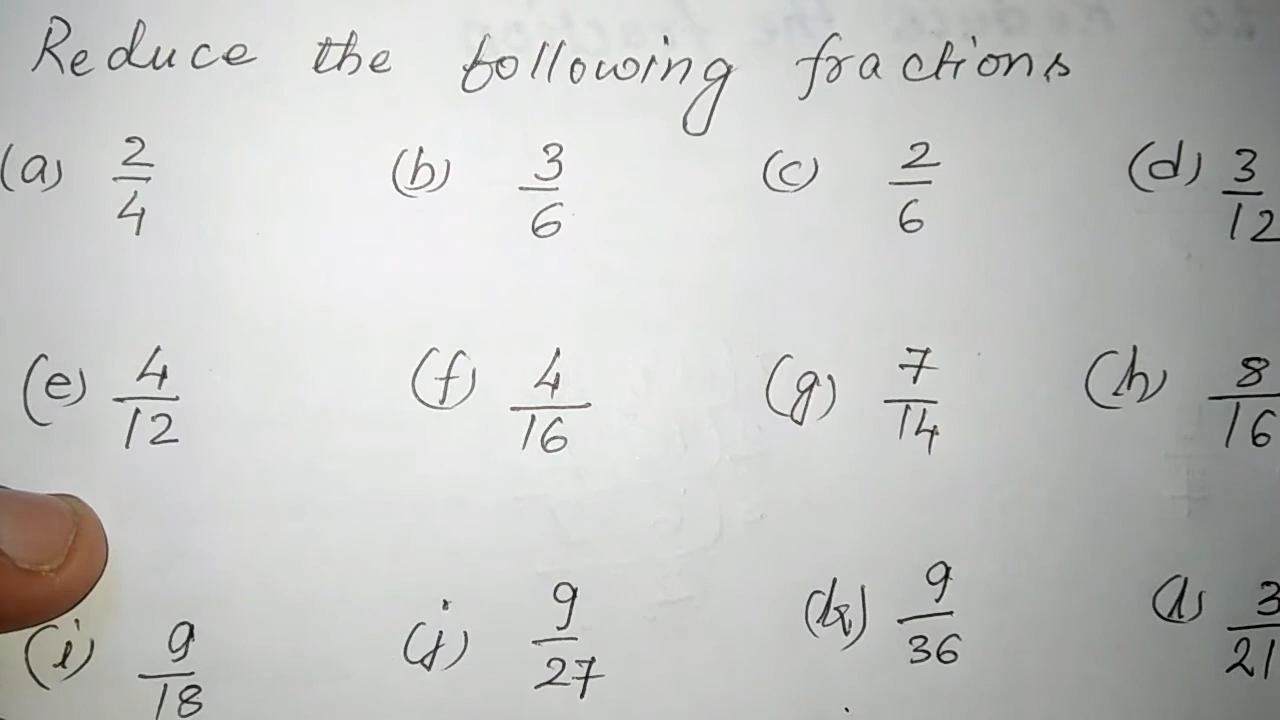 Reduce the following fractions
(a) 2/4 (b) 3/6 (c) 2/6 (d) 3/12
(e) 4/12 (f) 4/16 (g) 7/14 (h) 8/16
(i) 9/18 (j) 9/27 (k) 9/36 (l) 3/21